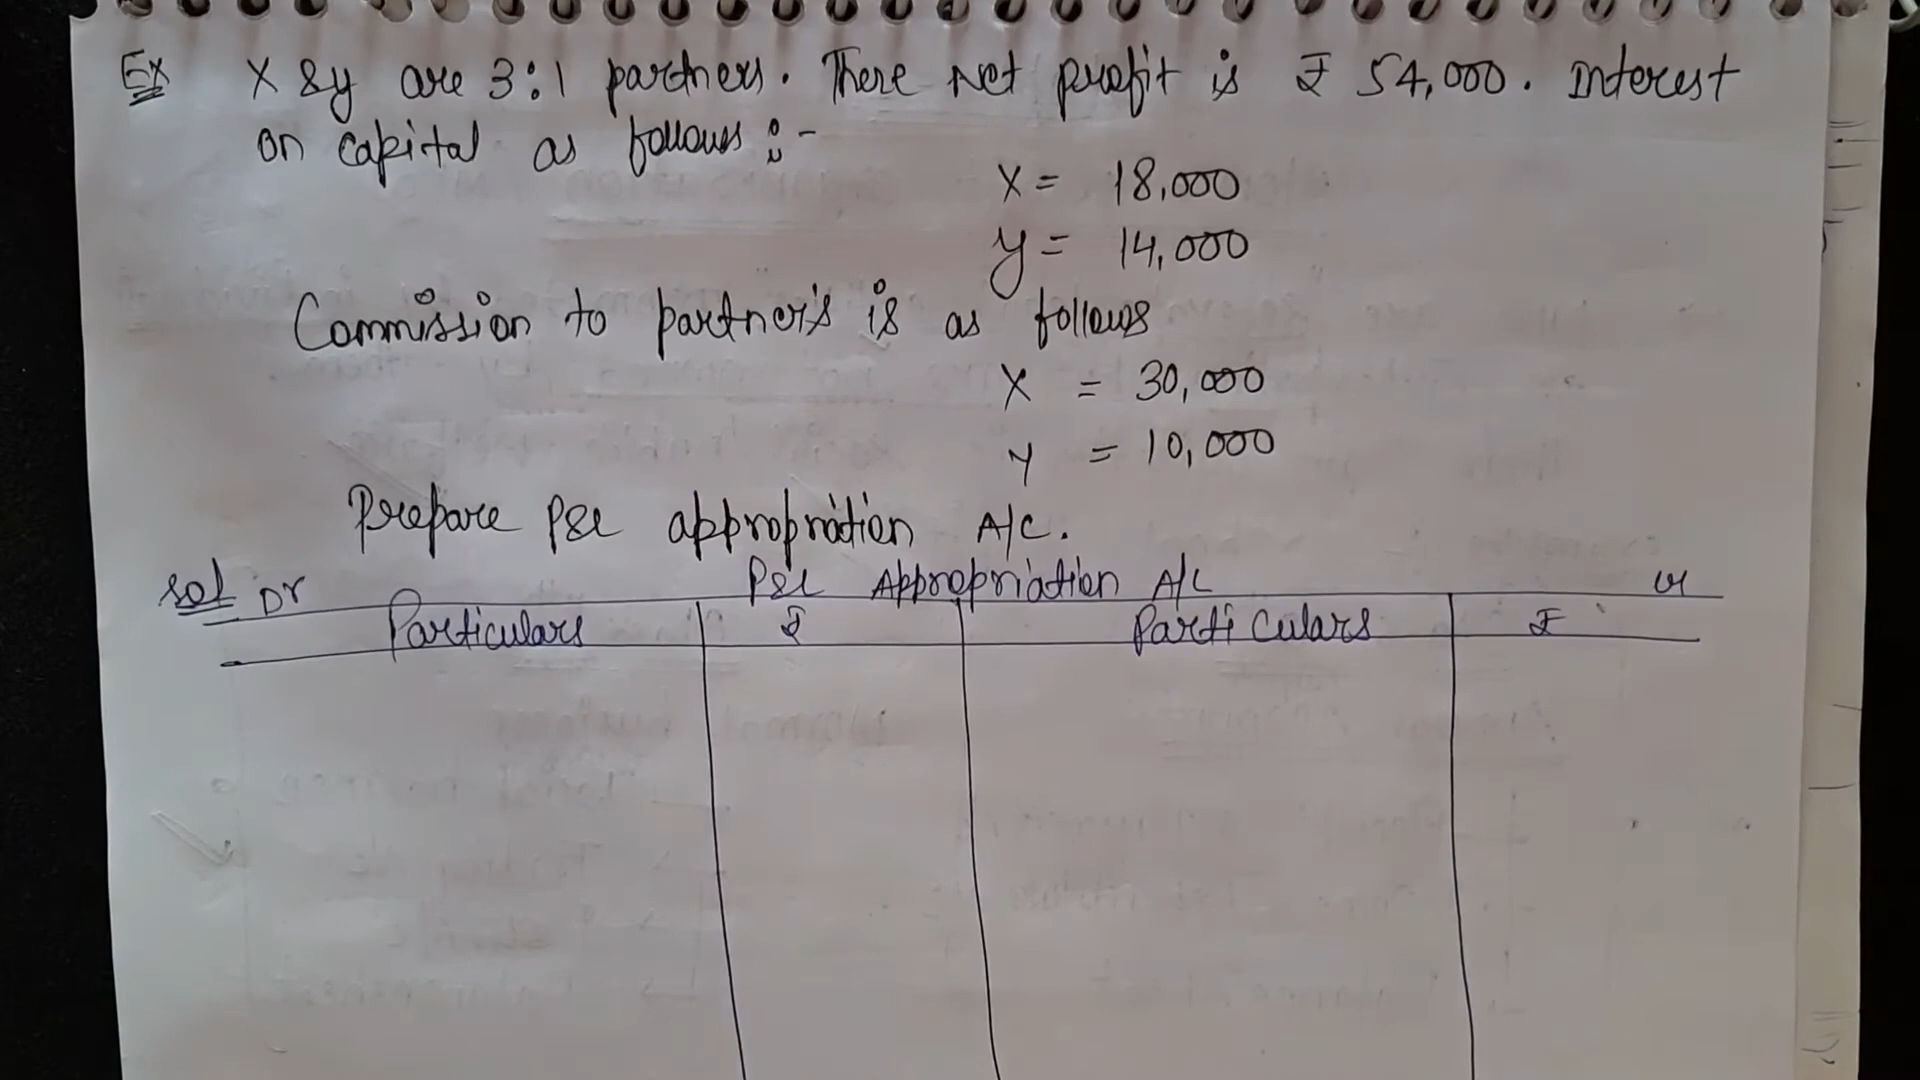 Ex X & y are 3:1 partners. There Net profit is ₹ 54,000. Interest
on capital as follows :-
X = 18,000
y = 14,000
Commission to partner's is as follows
X = 30,000
Y = 10,000
Prepare P&L appropriation A/C.
Sol Dr P&L Appropriation A/C Cr
Particulars ₹ Particulars ₹